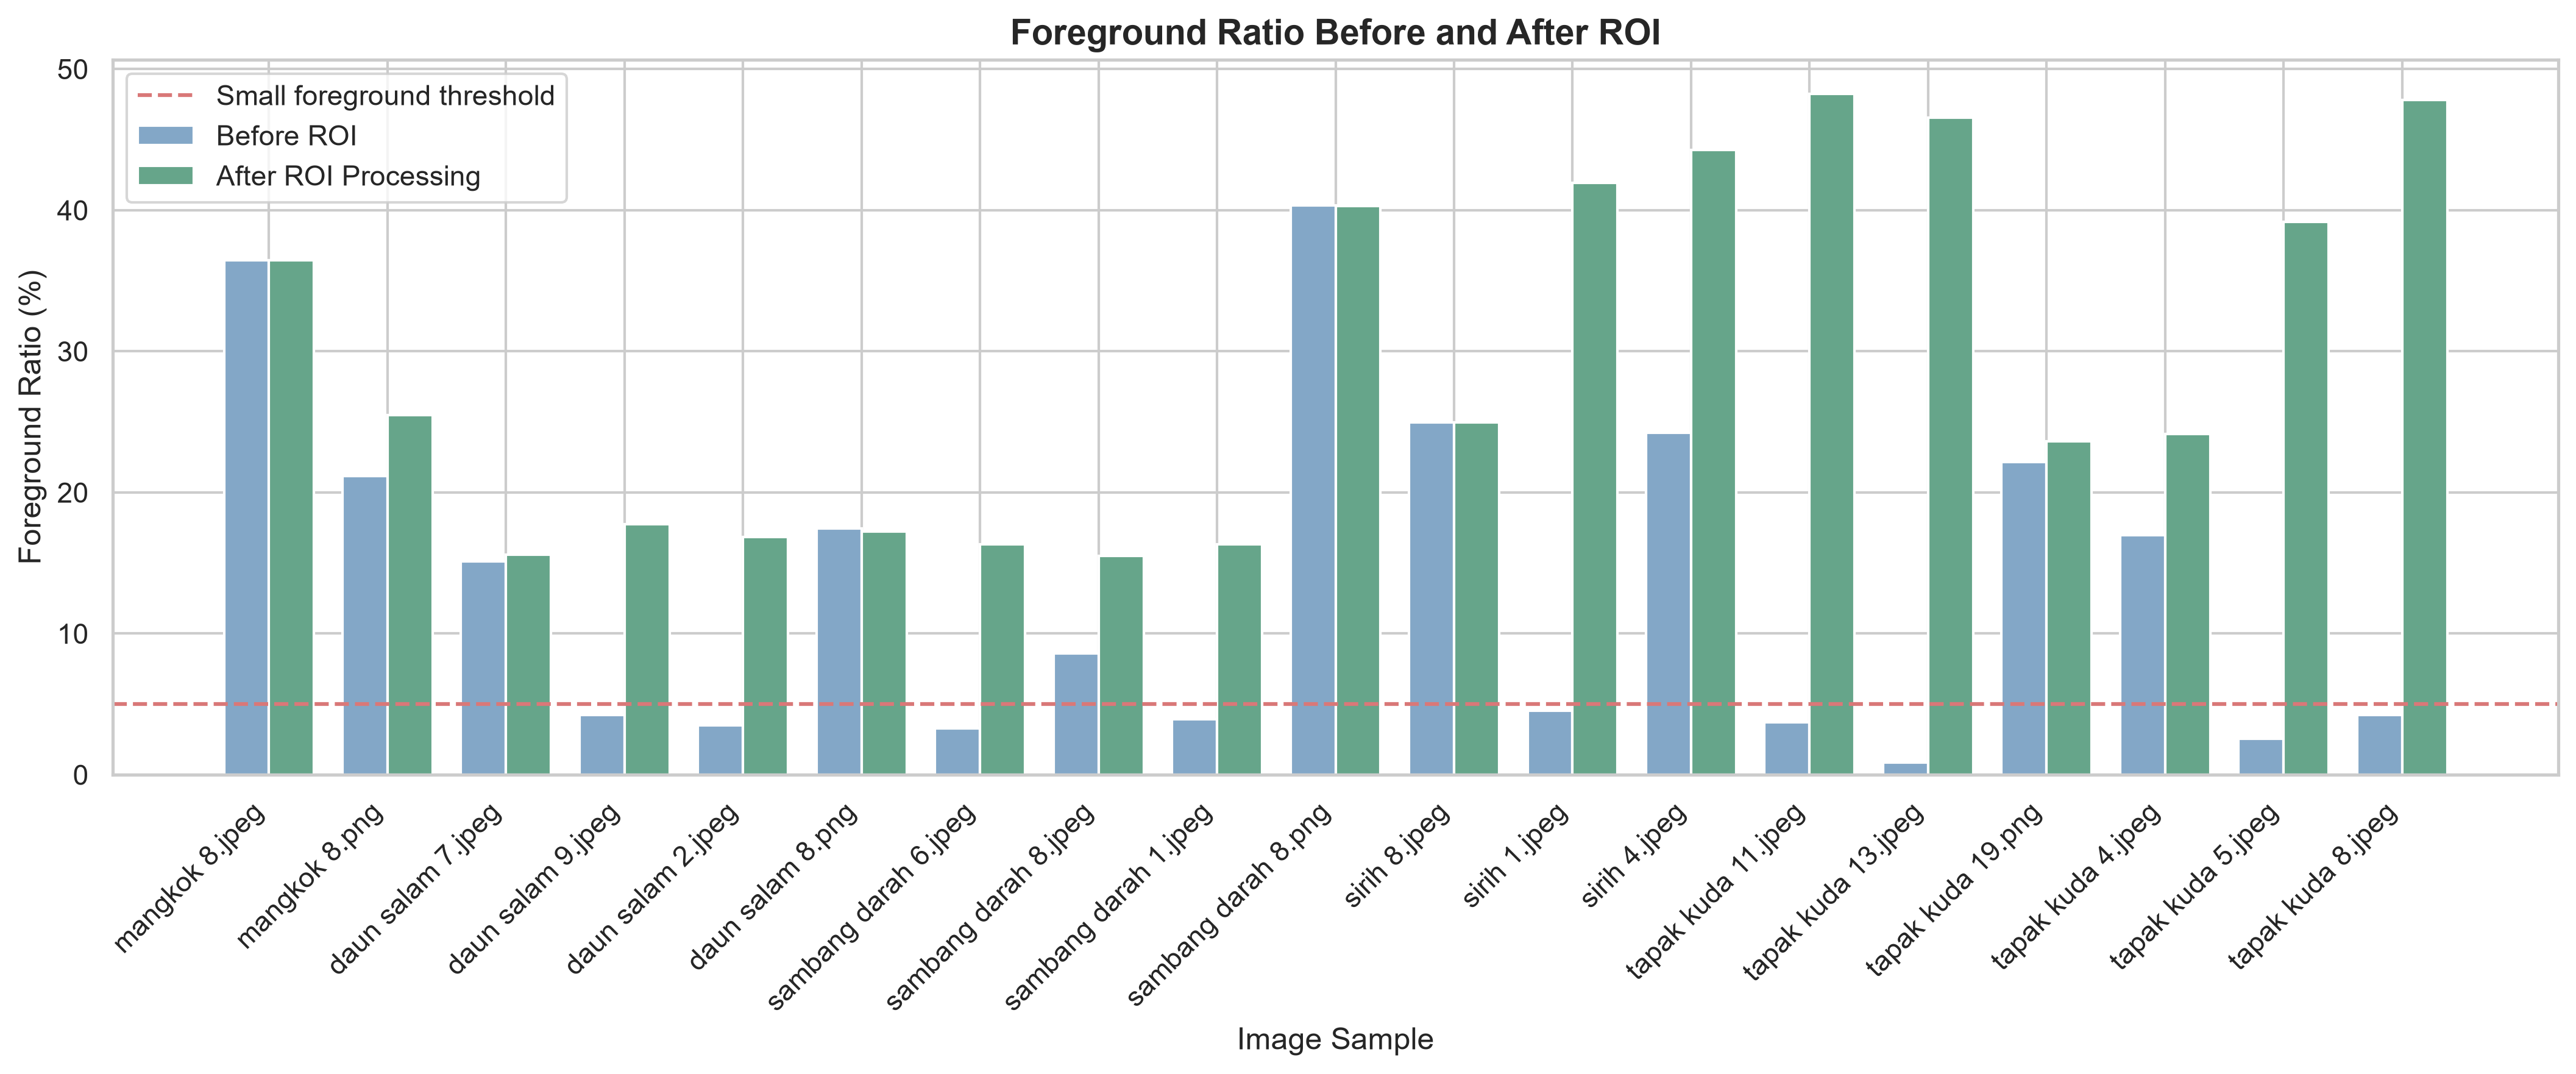 Foreground Ratio Before and After ROI
Small foreground threshold
Before ROI
After ROI Processing
Foreground Ratio (%)
50
40
30
20
10
0
mangkok 8.jpeg
mangkok 8.png
daun salam 7.jpeg
daun salam 9.jpeg
daun salam 2.jpeg
daun salam 8.png
sambang darah 6.jpeg
sambang darah 8.jpeg
sambang darah 1.jpeg
sambang darah 8.png
sirih 8.jpeg
sirih 1.jpeg
sirih 4.jpeg
tapak kuda 11.jpeg
tapak kuda 13.jpeg
tapak kuda 19.png
tapak kuda 4.jpeg
tapak kuda 5.jpeg
tapak kuda 8.jpeg
Image Sample